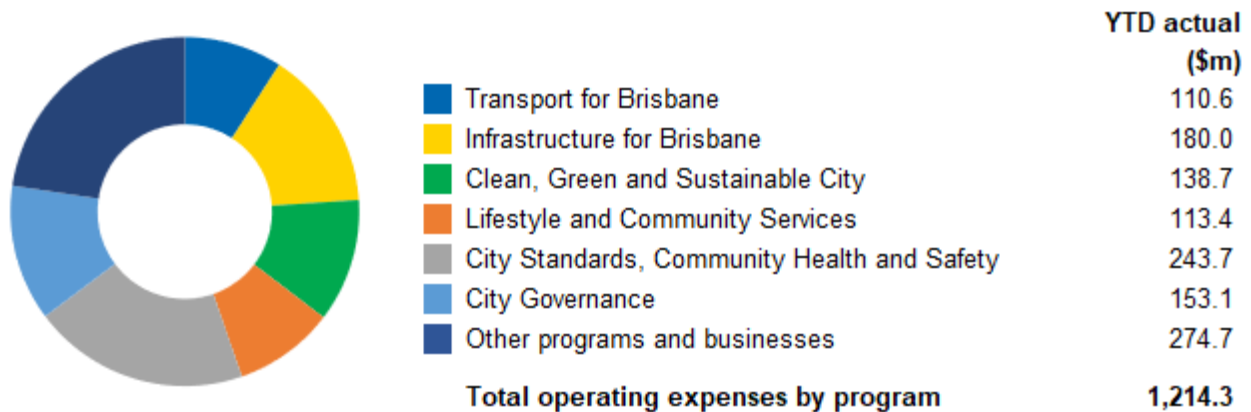 YTD actual
($m)
Transport for Brisbane 110.6
Infrastructure for Brisbane 180.0
Clean, Green and Sustainable City 138.7
Lifestyle and Community Services 113.4
City Standards, Community Health and Safety 243.7
City Governance 153.1
Other programs and businesses 274.7
Total operating expenses by program 1,214.3